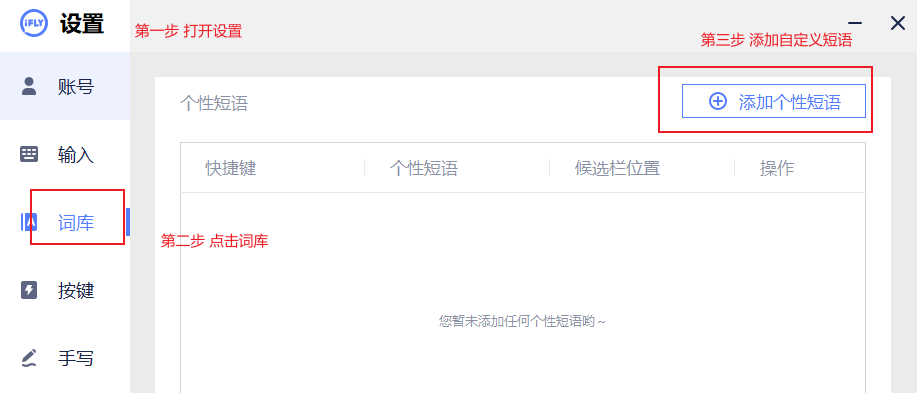 iFLY 设置
第一步 打开设置
第三步 添加自定义短语
账号
输入
词库
按键
手写
第二步 点击词库
个性短语
添加个性短语
快捷键 个性短语 候选栏位置 操作
您暂未添加任何个性短语哟~